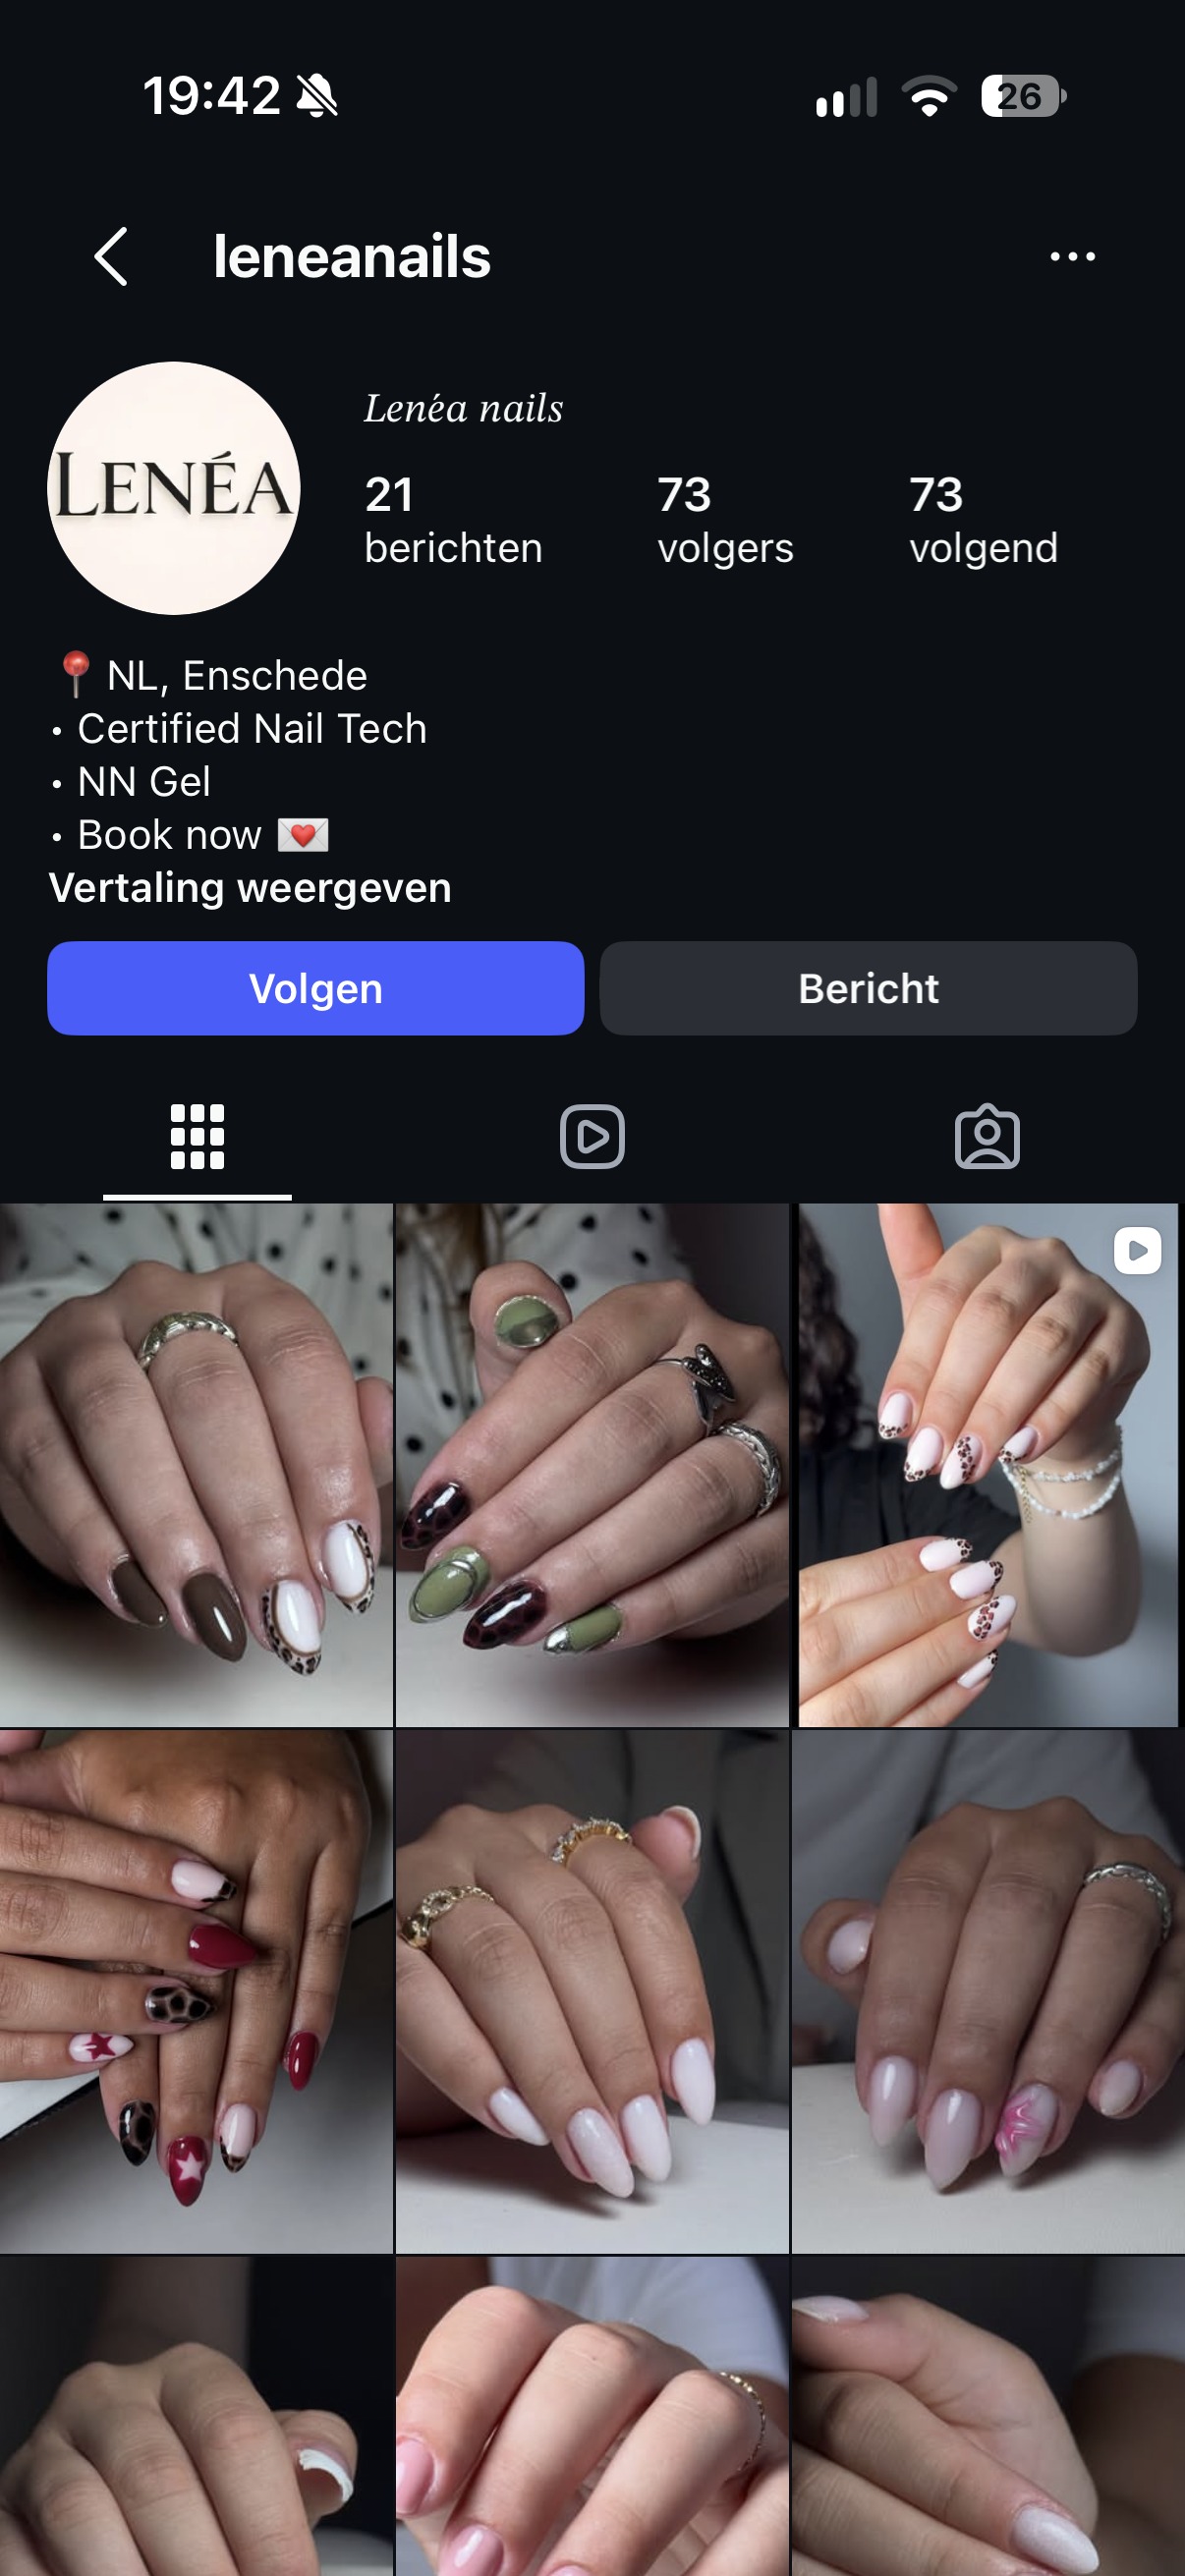 19:42
26
leneanails
LENÉA
Lenéa nails
21 73 73
berichten volgers volgend
📍 NL, Enschede
• Certified Nail Tech
• NN Gel
• Book now 💌
Vertaling weergeven
Volgen Bericht